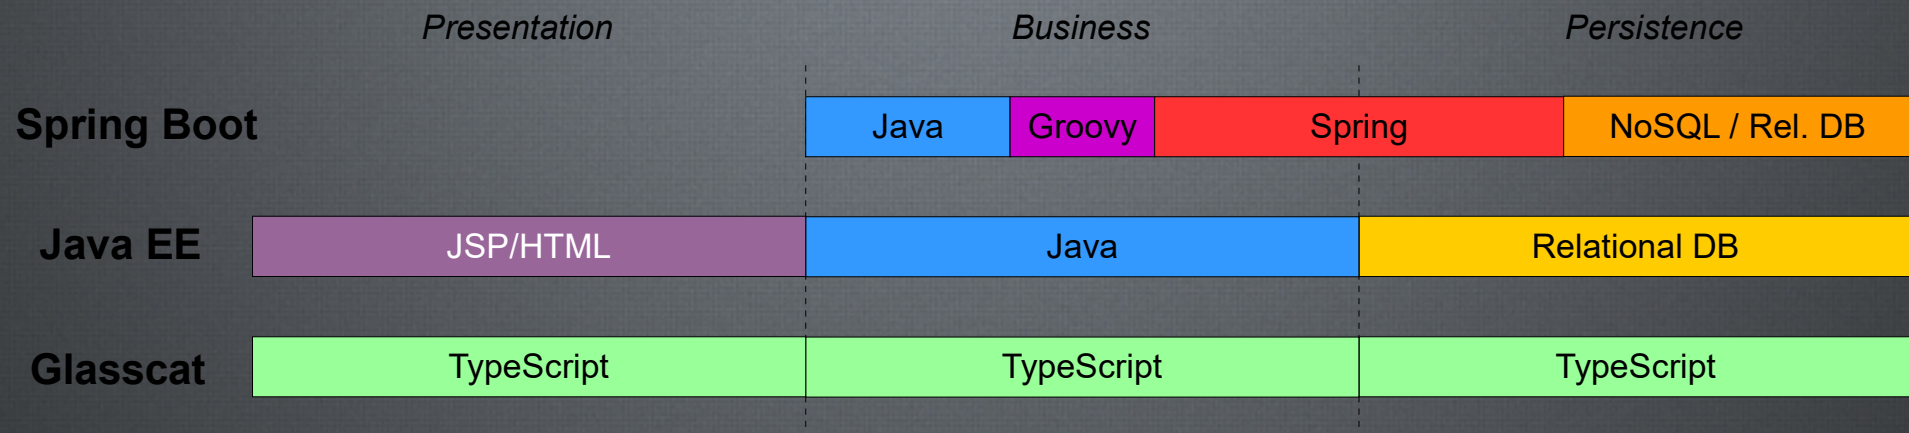 Presentation Business Persistence
Spring Boot Java Groovy Spring NoSQL / Rel. DB
Java EE JSP/HTML Java Relational DB
Glasscat TypeScript TypeScript TypeScript